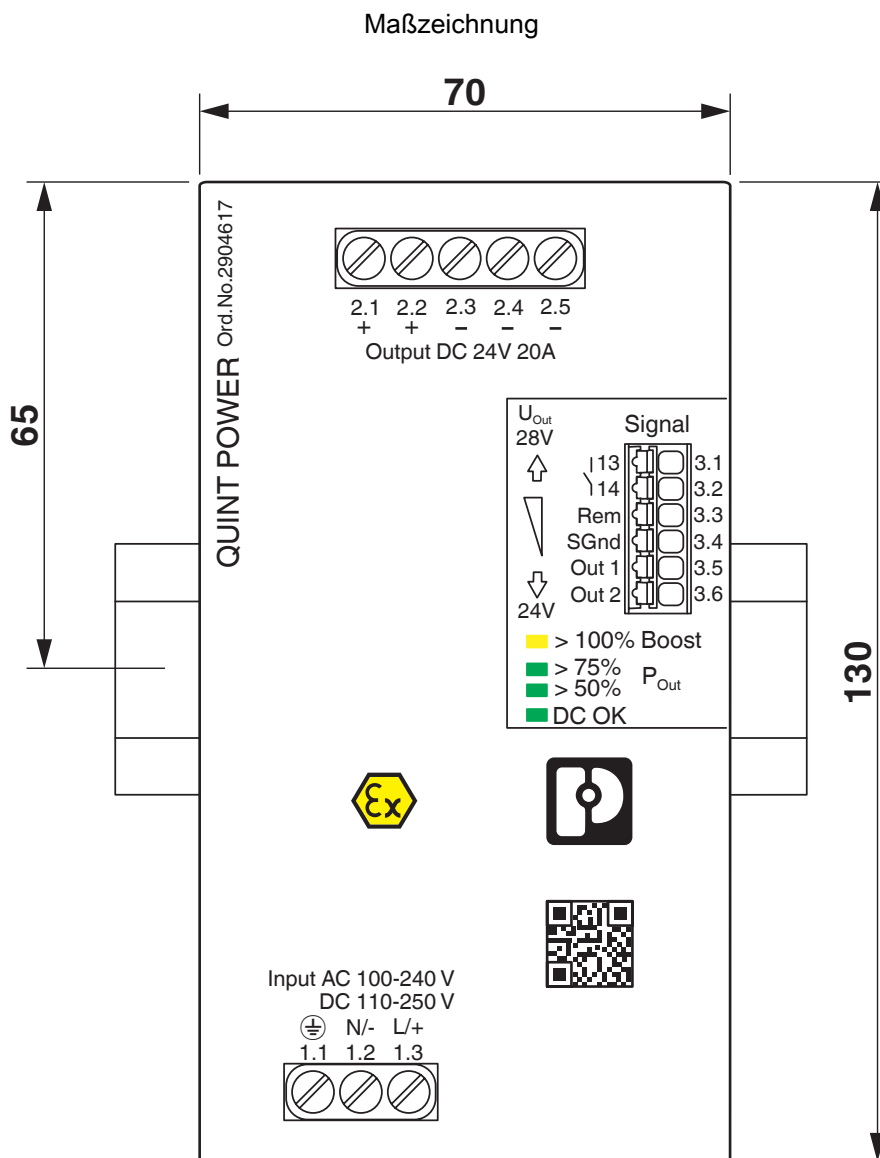 Maßzeichnung
70
65
130
QUINT POWER Ord.No.2904617
2.1 2.2 2.3 2.4 2.5
+ + – – –
Output DC 24V 20A
UOut
28V
24V
Signal
13 3.1
14 3.2
Rem 3.3
SGnd 3.4
Out 1 3.5
Out 2 3.6
> 100% Boost
> 75%
> 50%
POut
DC OK
Ex
Input AC 100-240 V
DC 110-250 V
N/- L/+
1.1 1.2 1.3